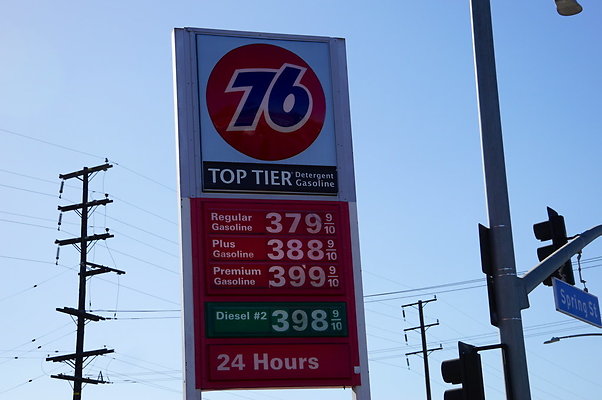 76
TOP TIER Detergent Gasoline
Regular Gasoline 379 9/10
Plus Gasoline 388 9/10
Premium Gasoline 399 9/10
Diesel #2 398 9/10
24 Hours
Spring St